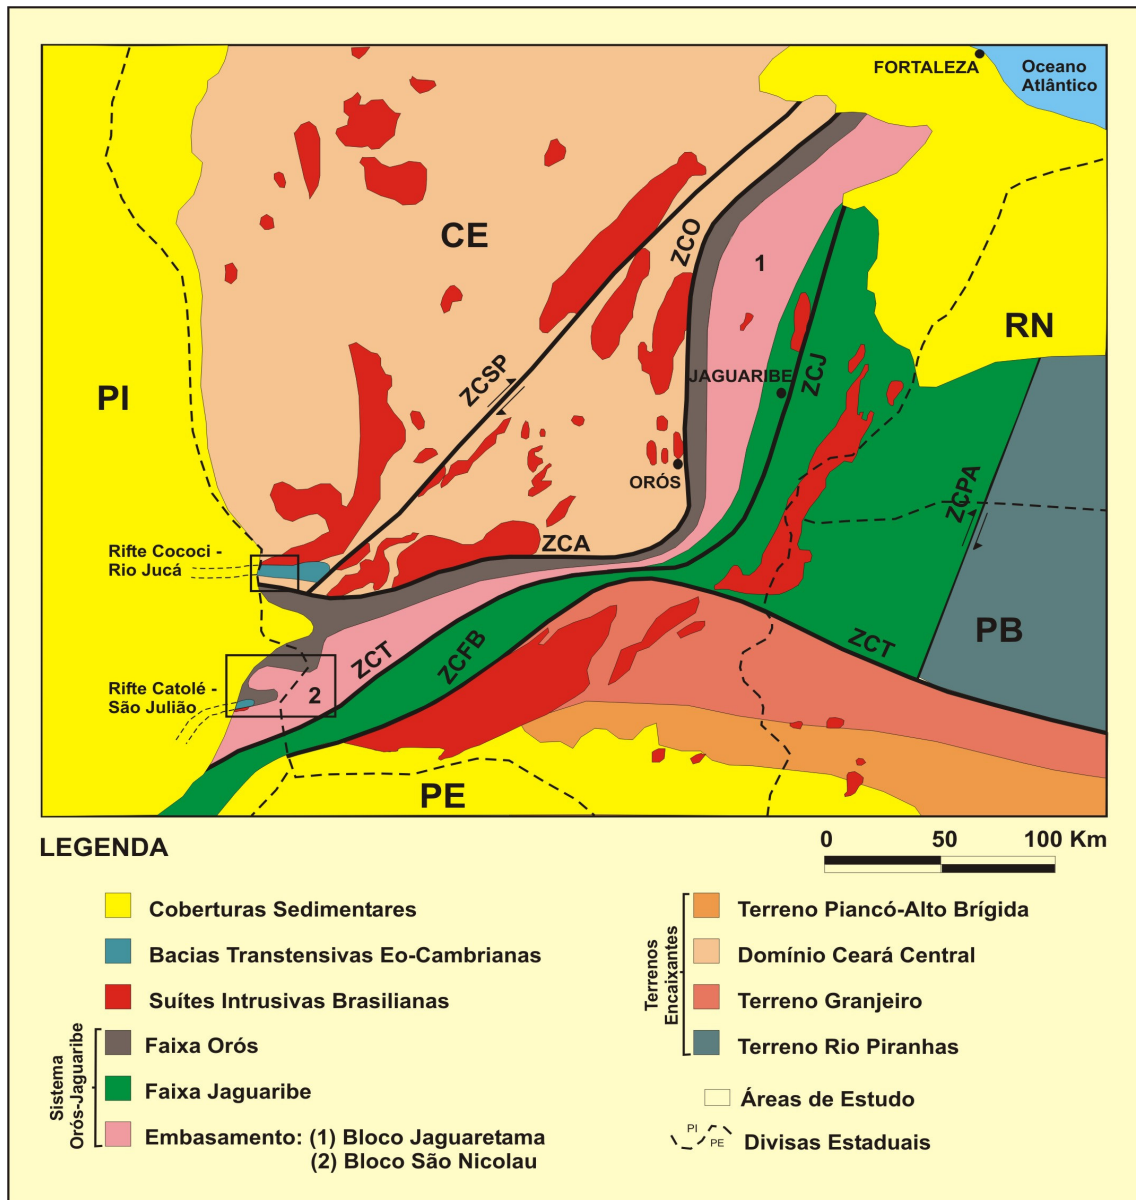 FORTALEZA
Oceano
Atlântico
CE
ZCO
1
RN
ZCSP
JAGUARIBE
ZCJ
PI
ORÓS
ZCPA
ZCA
Rifte Cococi -
Rio Jucá
PB
ZCT
ZCFB
ZCT
Rifte Catolé -
São Julião
2
PE
LEGENDA
0 50 100 Km
Coberturas Sedimentares
Bacias Transtensivas Eo-Cambrianas
Suítes Intrusivas Brasilianas
Sistema
Orós-Jaguaribe
Faixa Orós
Faixa Jaguaribe
Embasamento: (1) Bloco Jaguaretama
(2) Bloco São Nicolau
Terrenos
Encaixantes
Terreno Piancó-Alto Brígida
Domínio Ceará Central
Terreno Granjeiro
Terreno Rio Piranhas
Áreas de Estudo
PI
PE
Divisas Estaduais